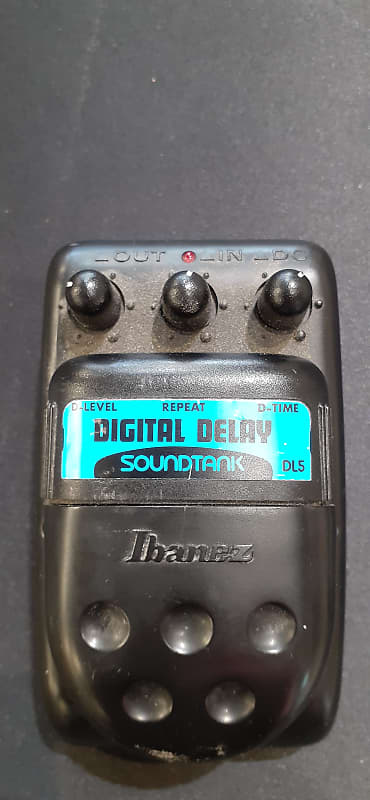 OUT IN DC
D-LEVEL REPEAT D-TIME
DIGITAL DELAY
SOUNDTANK DL5
Ibanez